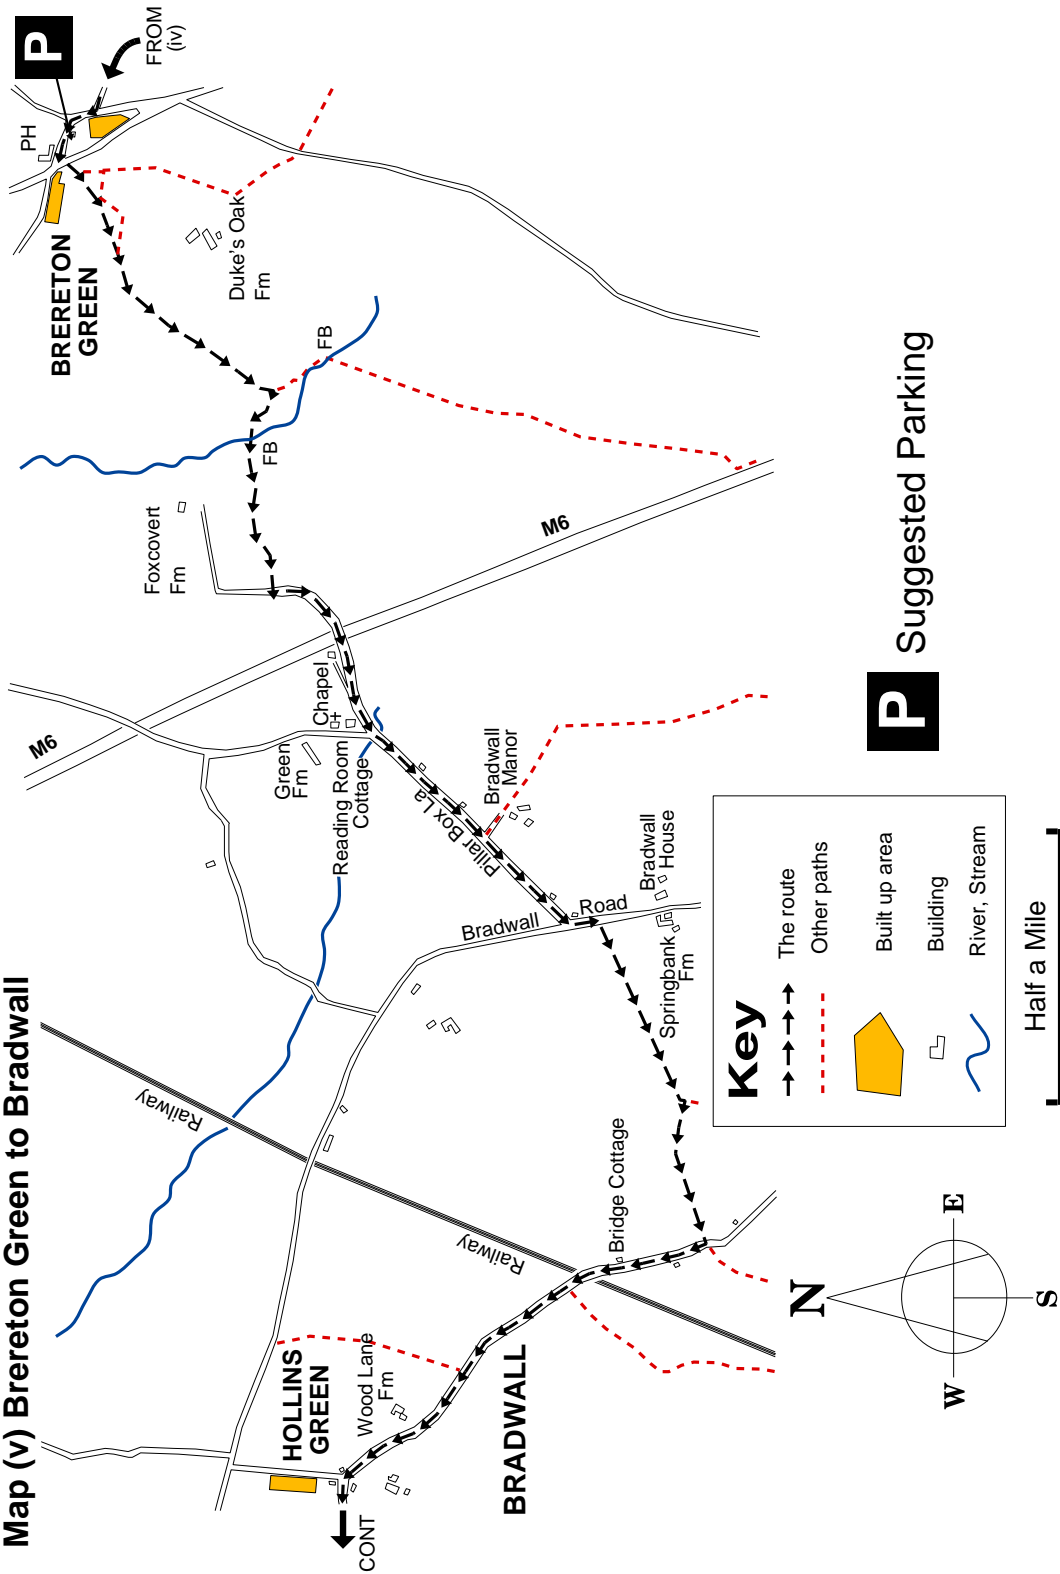 Map (v) Brereton Green to Bradwall
P
FROM
(iv)
PH
BRERETON
GREEN
Duke's Oak
Fm
FB
FB
Foxcovert
Fm
M6
M6
Chapel
Green
Fm
Reading Room
Cottage
Pillar Box La
Bradwall
Manor
Bradwall
House
Bradwall
Road
Springbank
Fm
Railway
Railway
Bridge Cottage
HOLLINS
GREEN
Wood Lane
Fm
BRADWALL
CONT
P Suggested Parking
Key
The route
Other paths
Built up area
Building
River, Stream
Half a Mile
N
W
E
S